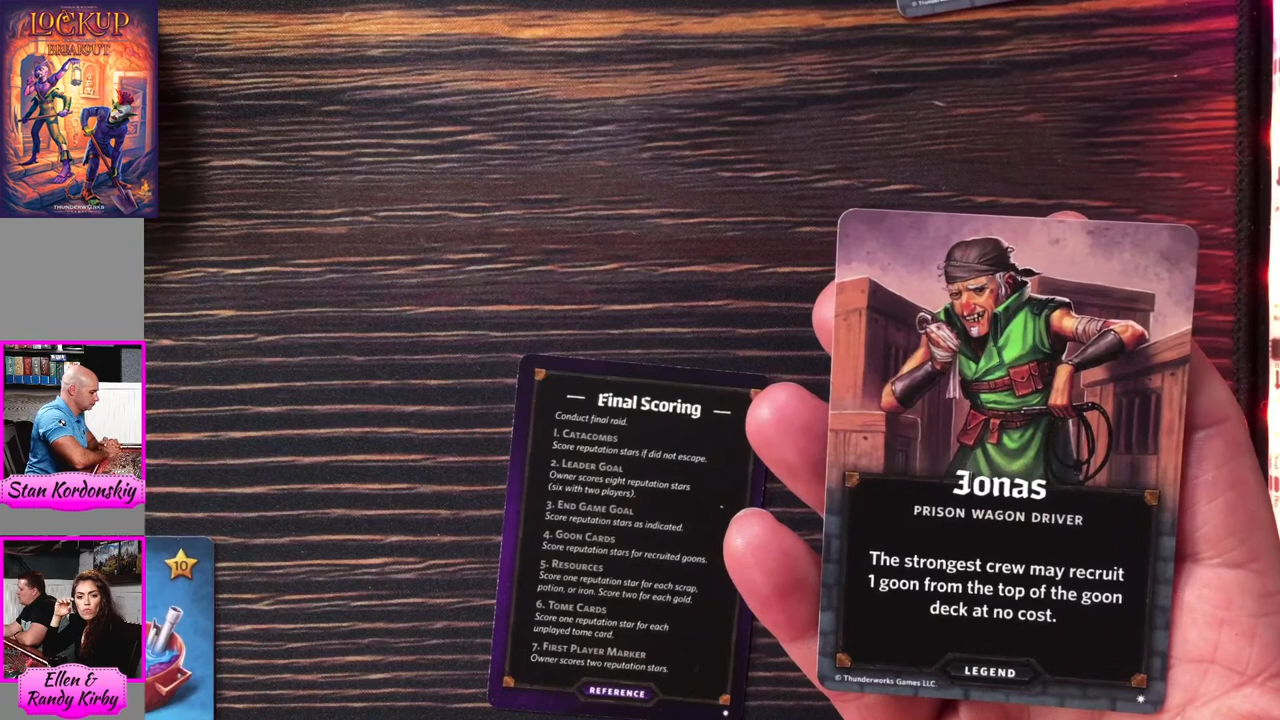 LOCKUP
BREAKOUT
THUNDERWORKS
Stan Kordonskiy
Ellen &
Randy Kirby
10
Final Scoring
Conduct final raid.
1. CATACOMBS
Score reputation stars if did not escape.
2. LEADER GOAL
Owner scores eight reputation stars
(six with two players).
3. END GAME GOAL
Score reputation stars as indicated.
4. GOON CARDS
Score reputation stars for recruited goons.
5. RESOURCES
Score one reputation star for each scrap,
potion, or iron. Score two for each gold.
6. TOME CARDS
Score one reputation star for each
unplayed tome card.
7. FIRST PLAYER MARKER
Owner scores two reputation stars.
REFERENCE
Jonas
PRISON WAGON DRIVER
The strongest crew may recruit
1 goon from the top of the goon
deck at no cost.
LEGEND
© Thunderworks Games LLC.